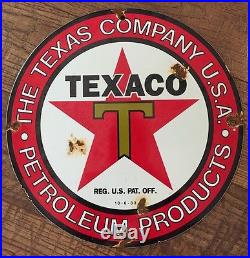 THE TEXAS COMPANY U.S.A.
TEXACO
T
REG. U.S. PAT. OFF.
PETROLEUM PRODUCTS